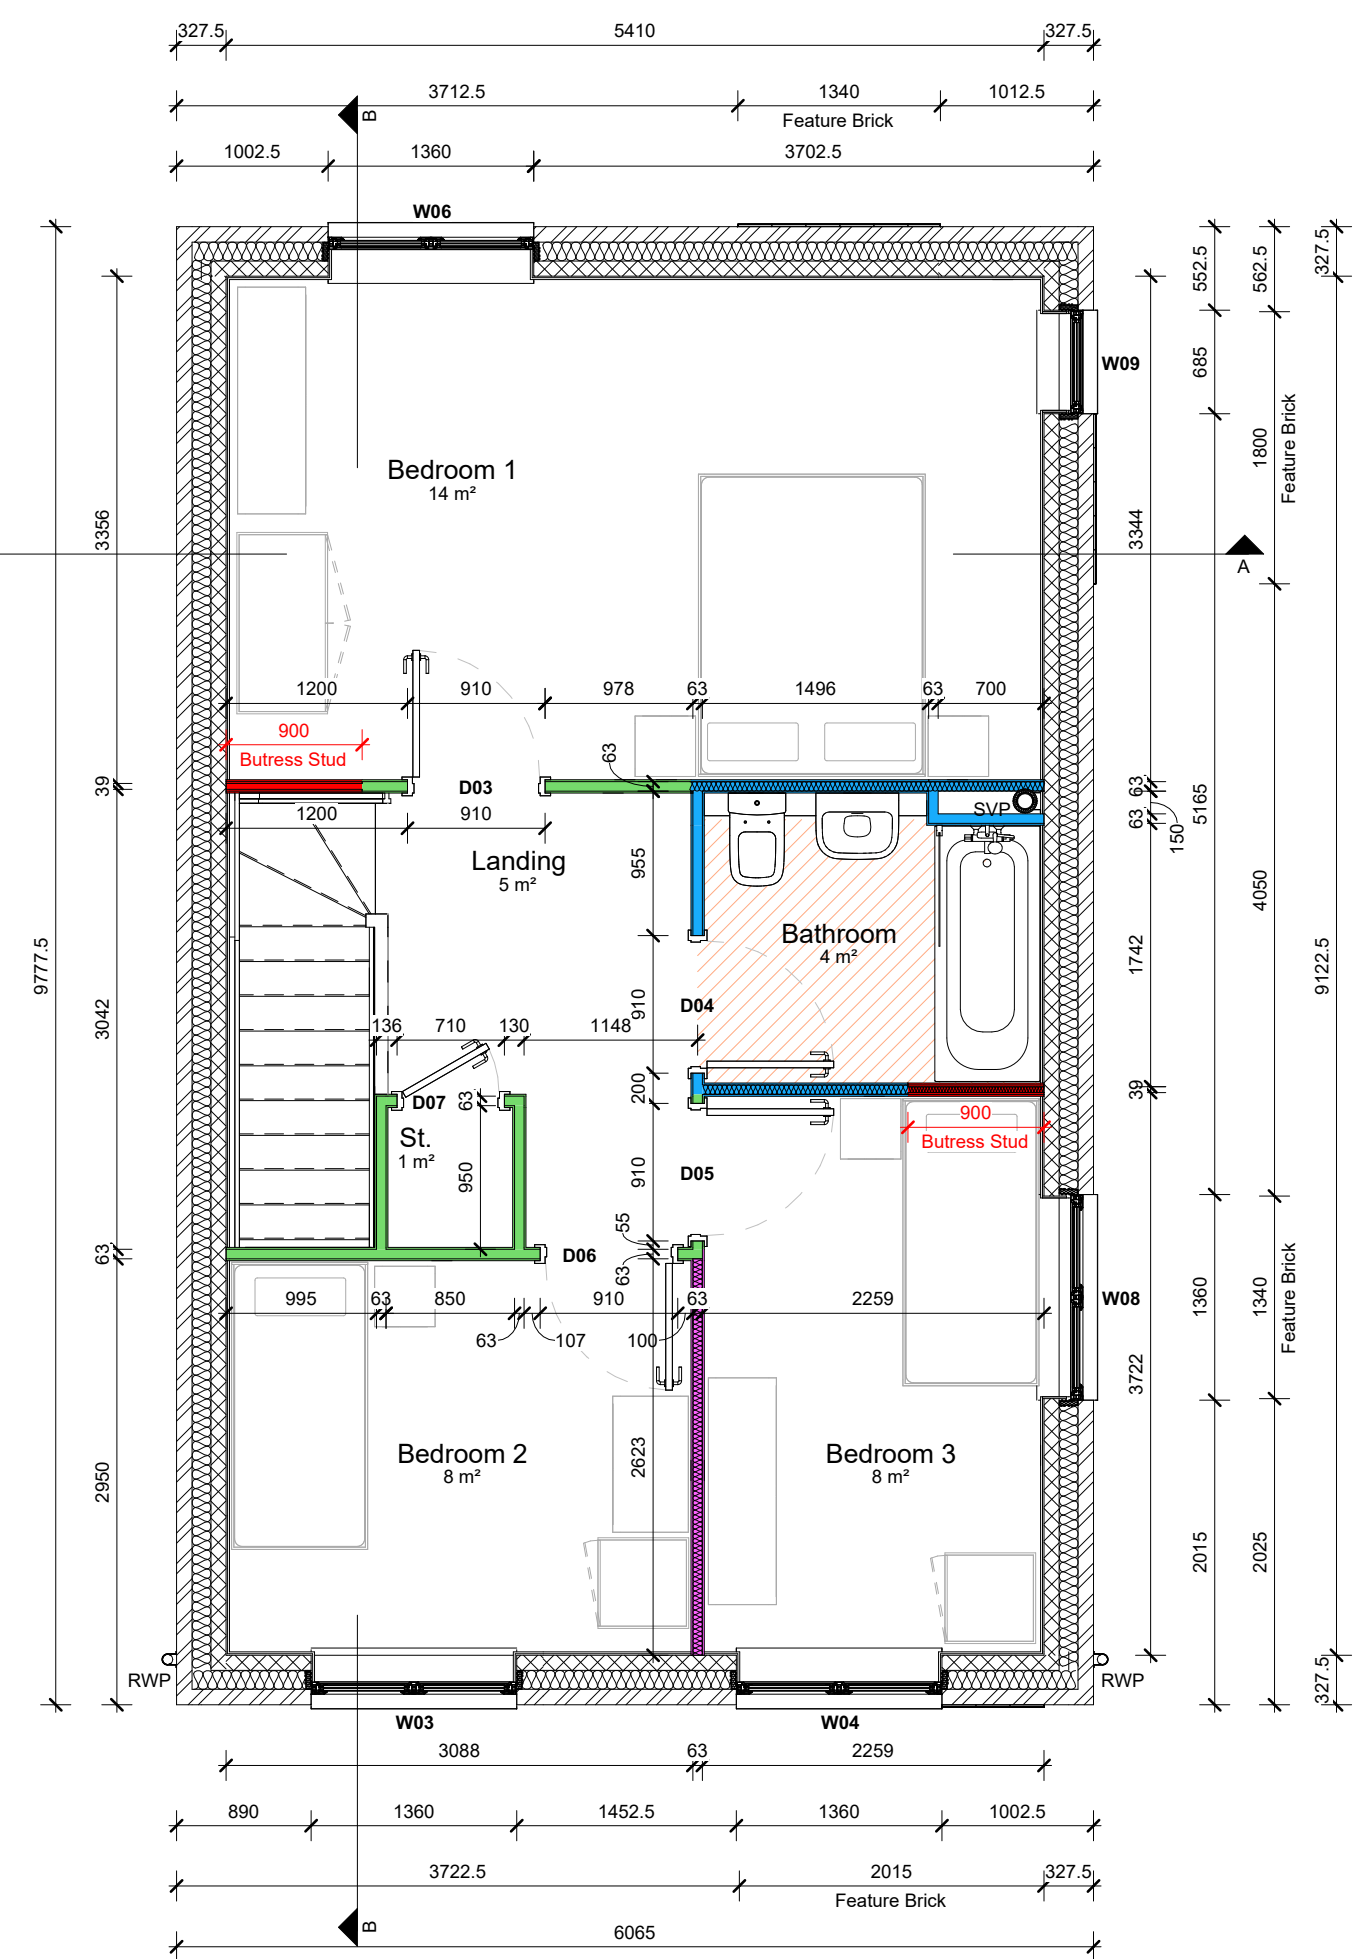 327.5 5410 327.5
3712.5 1340 1012.5
Feature Brick
B
1002.5 1360 3702.5
W06
W09
327.5
552.5
562.5
685
1800
Feature Brick
Bedroom 1
14 m²
3356
3344
A
1200 910 978 63 1496 63 700
900
Butress Stud
63
39
D03
SVP
63
63
150
5165
1200 910
Landing
5 m²
955
Bathroom
4 m²
1742
4050
9122.5
9777.5
3042
D04
910
136 710 130 1148
200
39
D07
63
St.
1 m²
950
900
Butress Stud
D05
910
55
63
D06
63
995 63 850 910 63 2259
63 107 100
W08
1360
1340
Feature Brick
3722
Bedroom 2
8 m²
2623
Bedroom 3
8 m²
2950
2015
2025
327.5
RWP
RWP
W03
W04
3088 63 2259
890 1360 1452.5 1360 1002.5
3722.5 2015 327.5
Feature Brick
B
6065